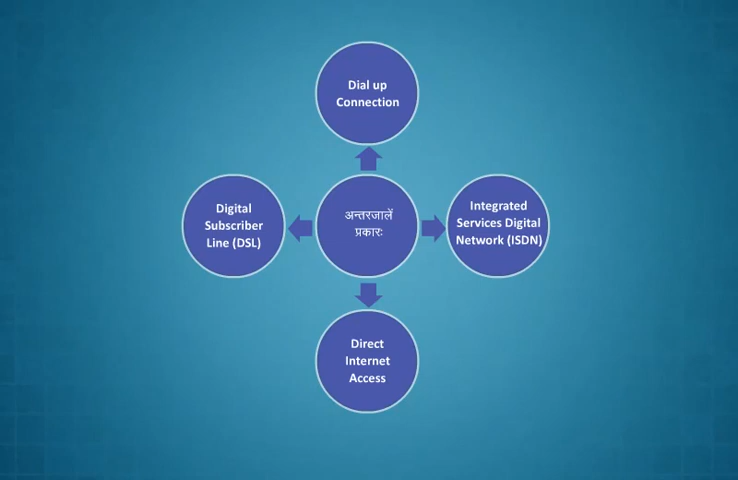 Dial up
Connection
Digital
Subscriber
Line (DSL)
अन्तरजालें
प्रकारः
Integrated
Services Digital
Network (ISDN)
Direct
Internet
Access